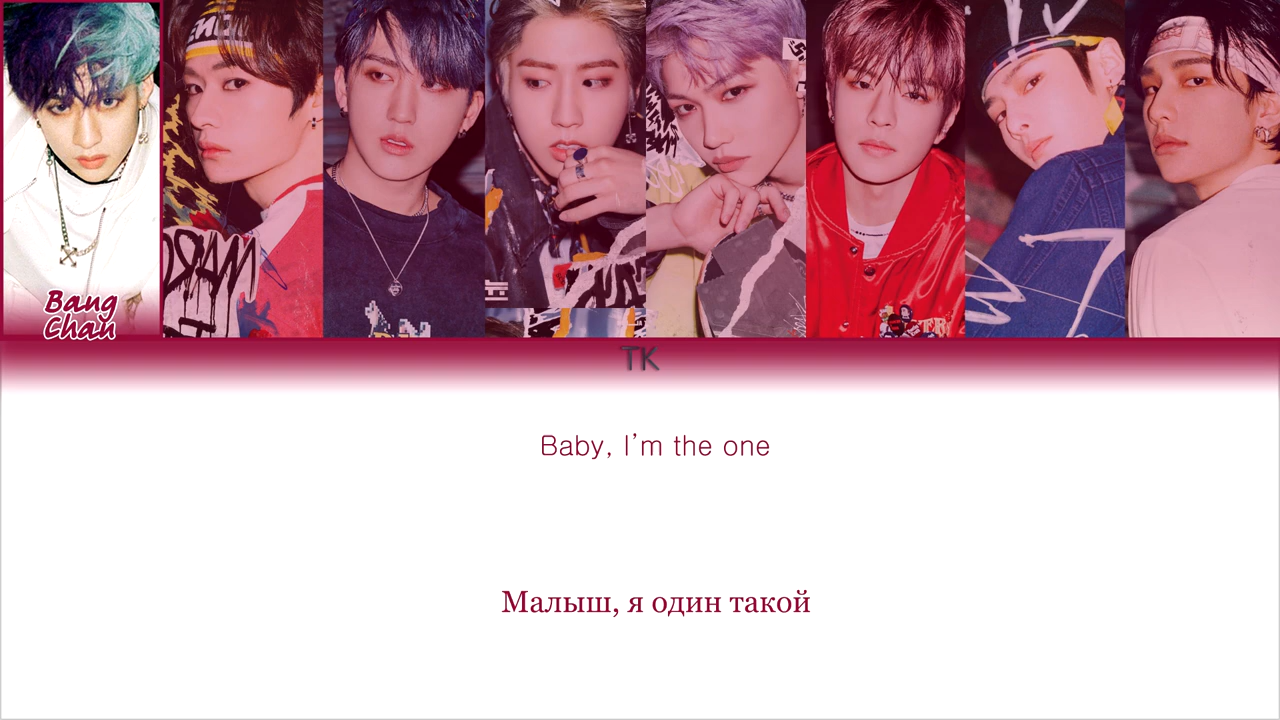 Bang
Chan
TK
Baby, I'm the one
Малыш, я один такой